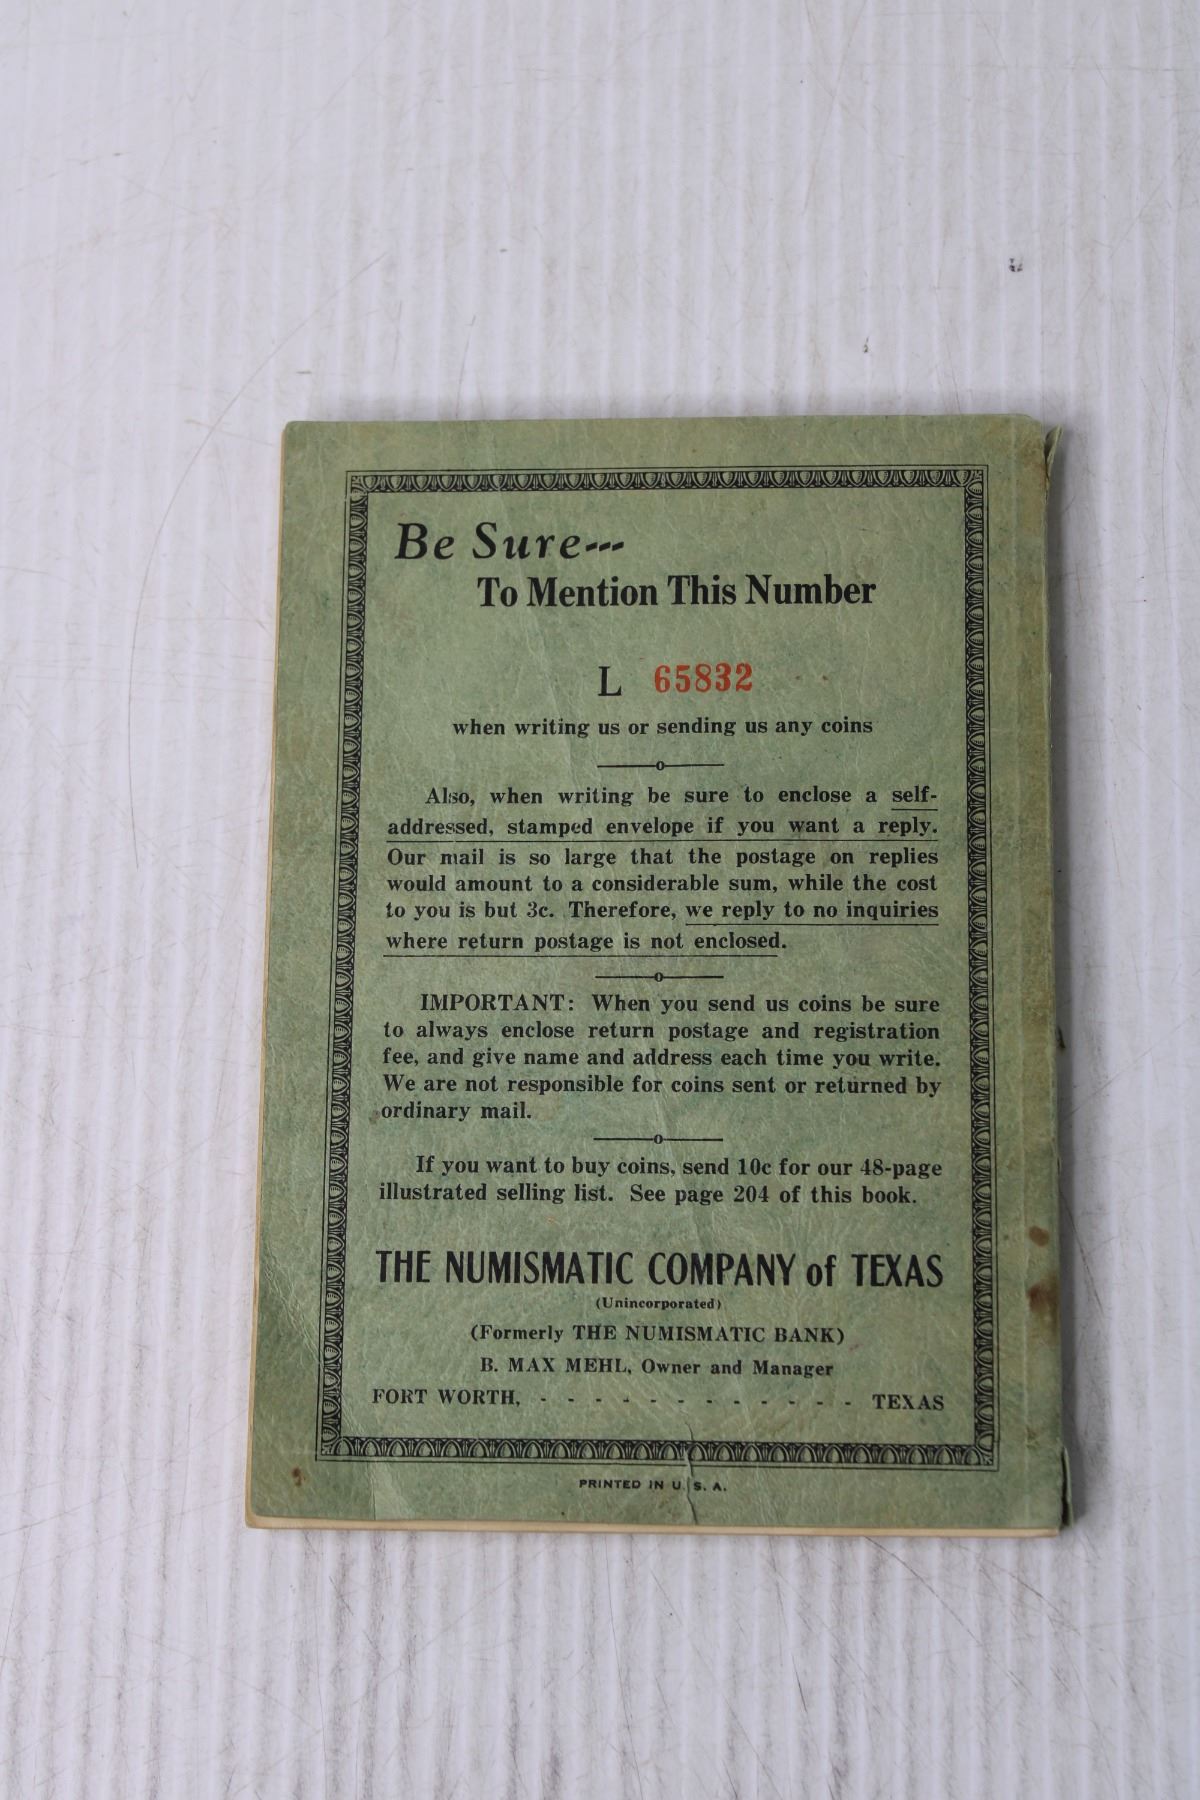 Be Sure---
To Mention This Number
L 65832
when writing us or sending us any coins
Also, when writing be sure to enclose a self-
addressed, stamped envelope if you want a reply.
Our mail is so large that the postage on replies
would amount to a considerable sum, while the cost
to you is but 3c. Therefore, we reply to no inquiries
where return postage is not enclosed.
IMPORTANT: When you send us coins be sure
to always enclose return postage and registration
fee, and give name and address each time you write.
We are not responsible for coins sent or returned by
ordinary mail.
If you want to buy coins, send 10c for our 48-page
illustrated selling list. See page 204 of this book.
THE NUMISMATIC COMPANY of TEXAS
(Unincorporated)
(Formerly THE NUMISMATIC BANK)
B. MAX MEHL, Owner and Manager
FORT WORTH, - - - - - - - - - - - - TEXAS
PRINTED IN U. S. A.